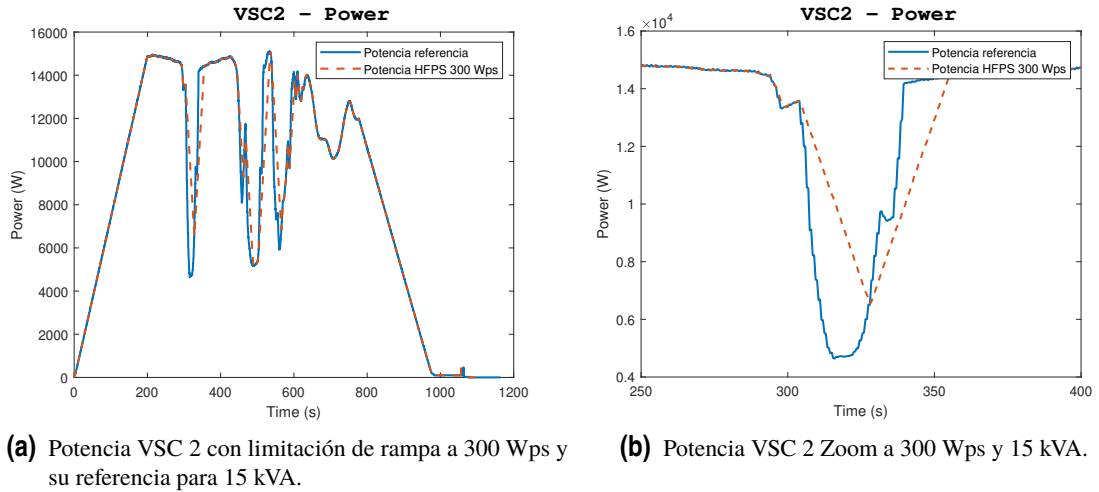 VSC2 – Power
16000
14000
12000
10000
8000
6000
4000
2000
0
Power (W)
0 200 400 600 800 1000 1200
Time (s)
Potencia referencia
Potencia HFPS 300 Wps
(a) Potencia VSC 2 con limitación de rampa a 300 Wps y
su referencia para 15 kVA.
VSC2 – Power
×10⁴
1.6
1.4
1.2
1
0.8
0.6
0.4
Power (W)
250 300 350 400
Time (s)
Potencia referencia
Potencia HFPS 300 Wps
(b) Potencia VSC 2 Zoom a 300 Wps y 15 kVA.